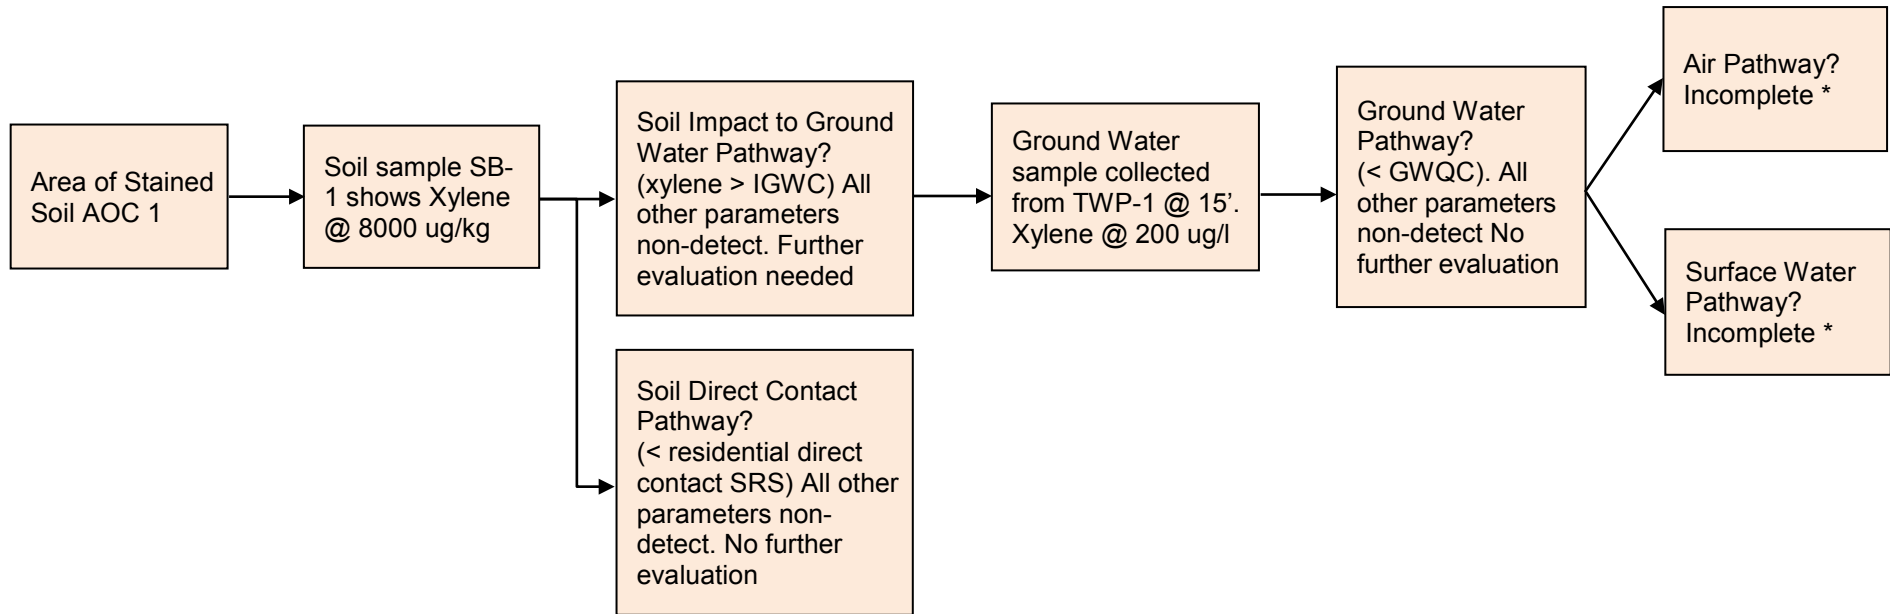 Area of Stained
Soil AOC 1
Soil sample SB-
1 shows Xylene
@ 8000 ug/kg
Soil Impact to Ground
Water Pathway?
(xylene > IGWC) All
other parameters
non-detect. Further
evaluation needed
Soil Direct Contact
Pathway?
(< residential direct
contact SRS) All other
parameters non-
detect. No further
evaluation
Ground Water
sample collected
from TWP-1 @ 15’.
Xylene @ 200 ug/l
Ground Water
Pathway?
(< GWQC). All
other parameters
non-detect No
further evaluation
Air Pathway?
Incomplete *
Surface Water
Pathway?
Incomplete *